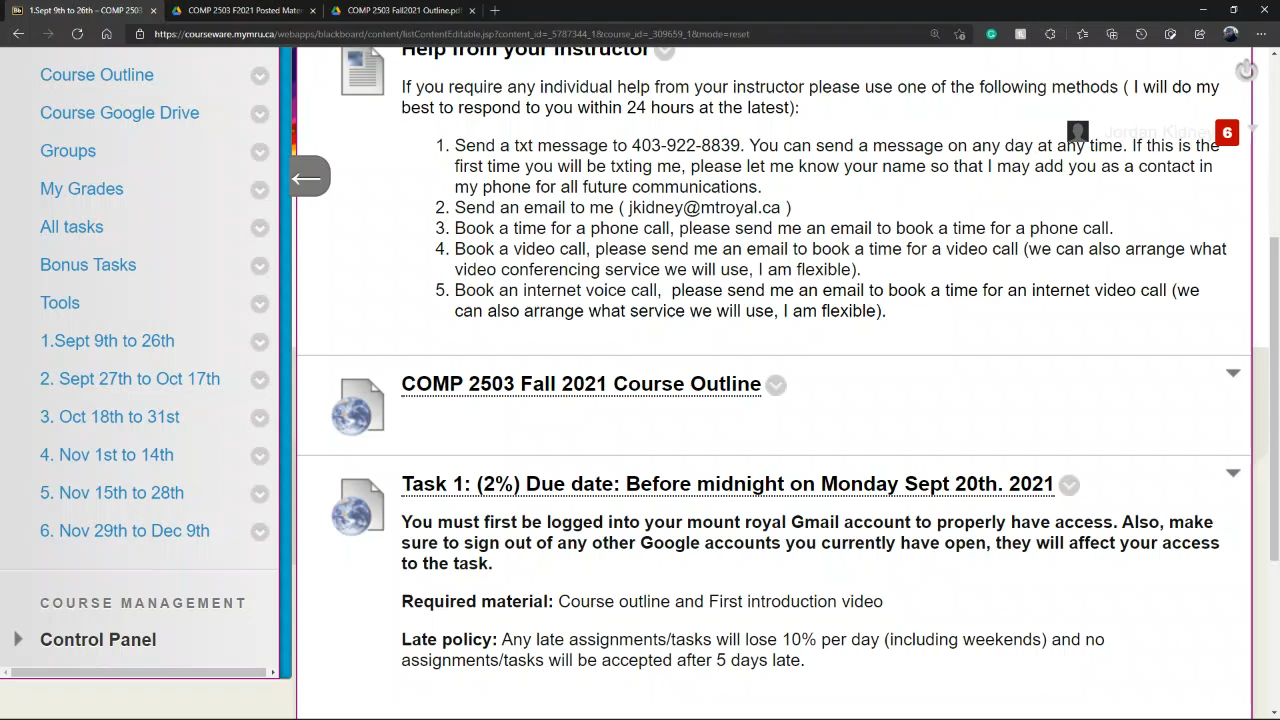 1.Sept 9th to 26th – COMP 2503
COMP 2503 F2021 Posted Mater
COMP 2503 Fall2021 Outline.pdf
https://courseware.mymru.ca/webapps/blackboard/content/listContentEditable.jsp?content_id=_5787344_1&course_id=_309659_1&mode=reset
Course Outline
Course Google Drive
Groups
My Grades
All tasks
Bonus Tasks
Tools
1.Sept 9th to 26th
2. Sept 27th to Oct 17th
3. Oct 18th to 31st
4. Nov 1st to 14th
5. Nov 15th to 28th
6. Nov 29th to Dec 9th
COURSE MANAGEMENT
Control Panel
Jordan Kidney
6
Help from your instructor
If you require any individual help from your instructor please use one of the following methods ( I will do my
best to respond to you within 24 hours at the latest):
1. Send a txt message to 403-922-8839. You can send a message on any day at any time. If this is the
first time you will be txting me, please let me know your name so that I may add you as a contact in
my phone for all future communications.
2. Send an email to me ( jkidney@mtroyal.ca )
3. Book a time for a phone call, please send me an email to book a time for a phone call.
4. Book a video call, please send me an email to book a time for a video call (we can also arrange what
video conferencing service we will use, I am flexible).
5. Book an internet voice call,  please send me an email to book a time for an internet video call (we
can also arrange what service we will use, I am flexible).
COMP 2503 Fall 2021 Course Outline
Task 1: (2%) Due date: Before midnight on Monday Sept 20th. 2021
You must first be logged into your mount royal Gmail account to properly have access. Also, make
sure to sign out of any other Google accounts you currently have open, they will affect your access
to the task.
Required material: Course outline and First introduction video
Late policy: Any late assignments/tasks will lose 10% per day (including weekends) and no
assignments/tasks will be accepted after 5 days late.